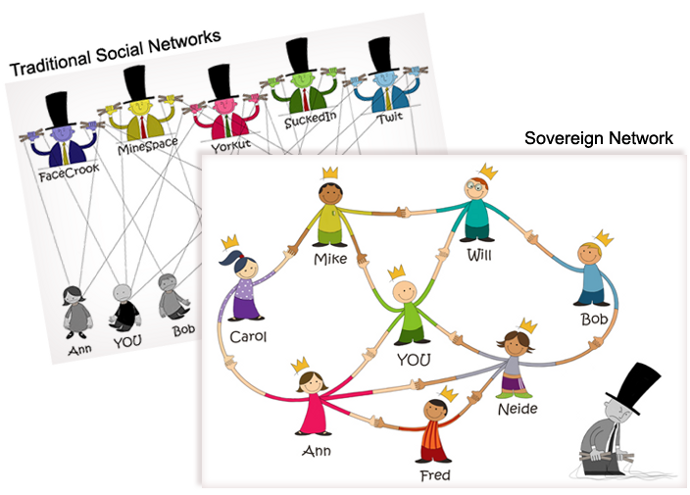 Traditional Social Networks
FaceCrook
MineSpace
Yorkut
SuckedIn
Twit
Ann
YOU
Bob
Sovereign Network
Mike
Will
Carol
YOU
Bob
Ann
Neide
Fred